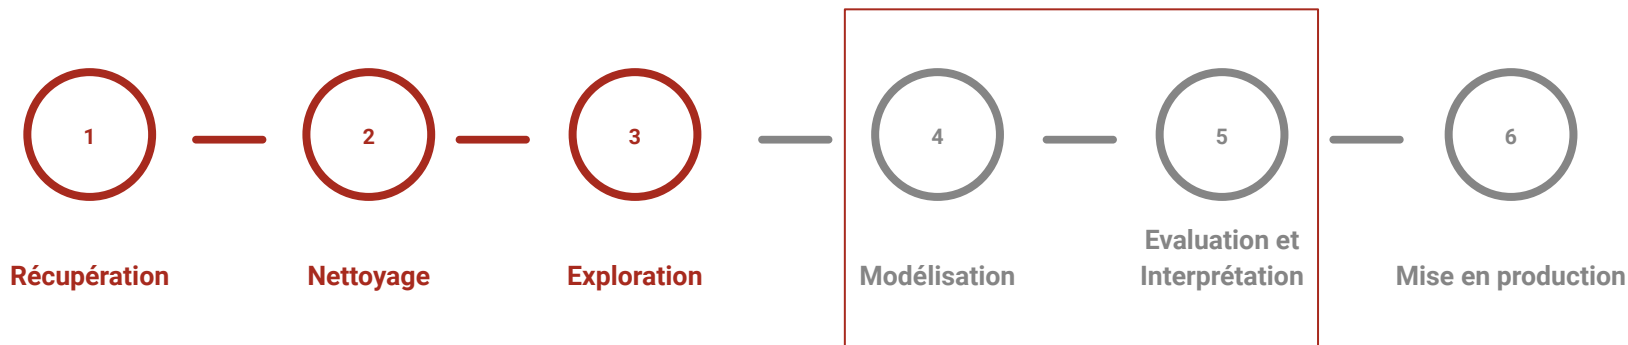 1
2
3
4
5
6
Récupération
Nettoyage
Exploration
Modélisation
Evaluation et
Interprétation
Mise en production